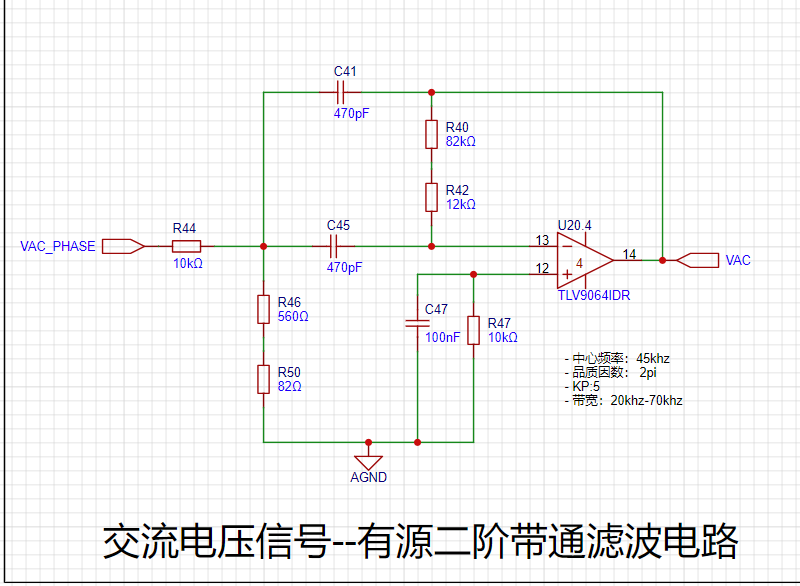 C41
470pF
R40
82kΩ
R42
12kΩ
R44
VAC_PHASE
10kΩ
C45
470pF
U20.4
13
12
4
14
VAC
TLV9064IDR
R46
560Ω
C47
100nF
R47
10kΩ
R50
82Ω
- 中心频率：45khz
- 品质因数： 2pi
- KP:5
- 带宽：20khz-70khz
AGND
交流电压信号--有源二阶带通滤波电路